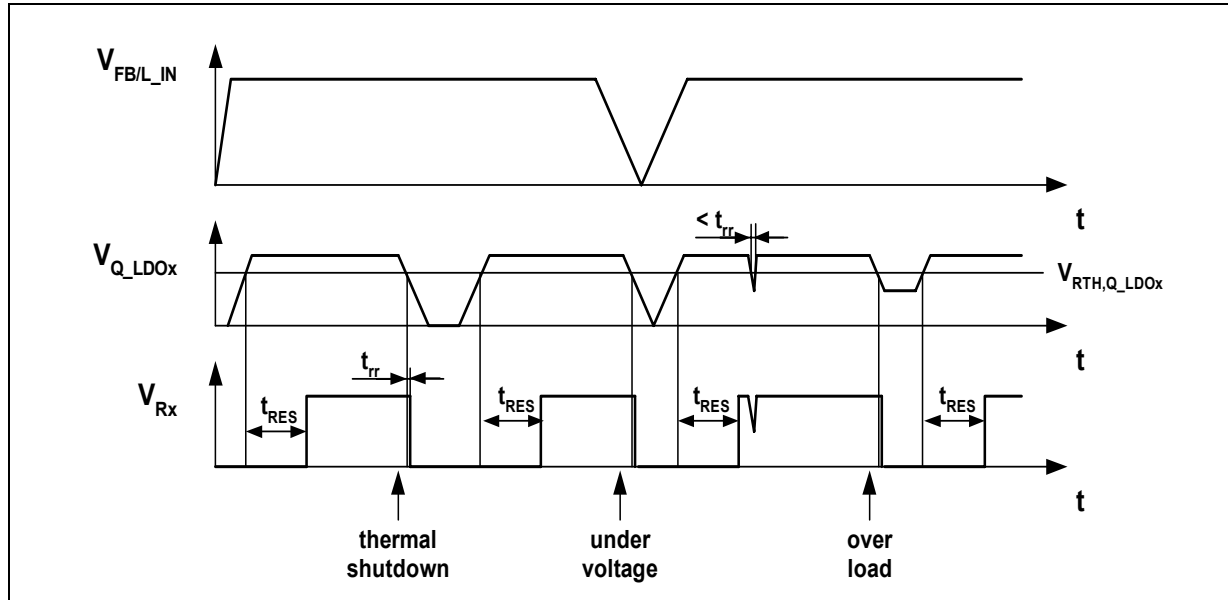 V_FB/L_IN
t
< t_rr
V_Q_LDOx
V_RTH,Q_LDOx
t
t_rr
V_Rx
t_RES
t_RES
t_RES
t_RES
t
thermal
shutdown
under
voltage
over
load